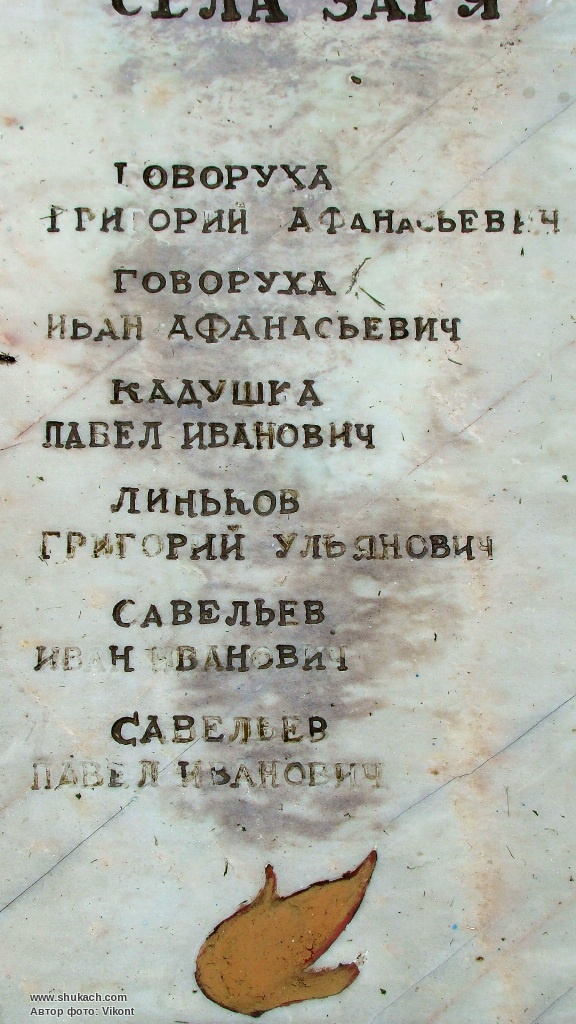 СЕЛА ЗАРЯ
ГОВОРУХА
ГРИГОРИЙ АФАНАСЬЕВИЧ
ГОВОРУХА
ИВАН АФАНАСЬЕВИЧ
КАДУШКА
ПАВЕЛ ИВАНОВИЧ
ЛИНЬКОВ
ГРИГОРИЙ УЛЬЯНОВИЧ
САВЕЛЬЕВ
ИВАН ИВАНОВИЧ
САВЕЛЬЕВ
ПАВЕЛ ИВАНОВИЧ
www.shukach.com
Автор фото: Vikont